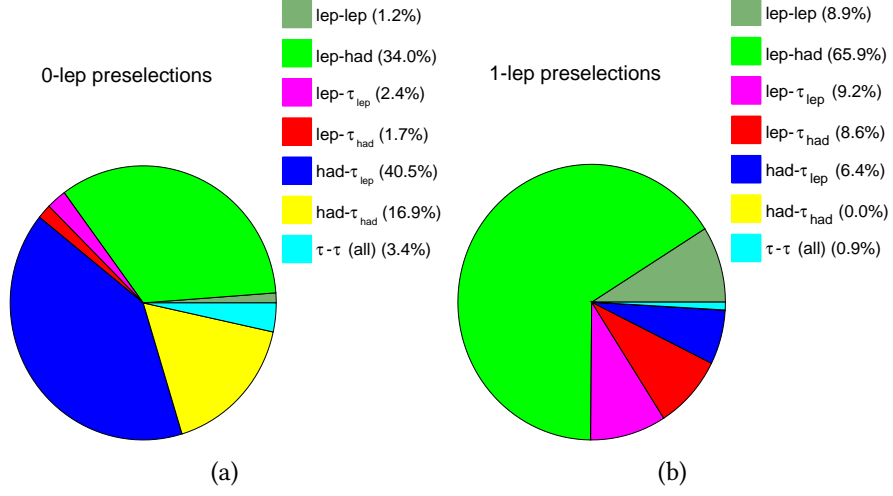 0-lep preselections
lep-lep (1.2%)
lep-had (34.0%)
lep-τlep (2.4%)
lep-τhad (1.7%)
had-τlep (40.5%)
had-τhad (16.9%)
τ-τ (all) (3.4%)
(a)
1-lep preselections
lep-lep (8.9%)
lep-had (65.9%)
lep-τlep (9.2%)
lep-τhad (8.6%)
had-τlep (6.4%)
had-τhad (0.0%)
τ-τ (all) (0.9%)
(b)